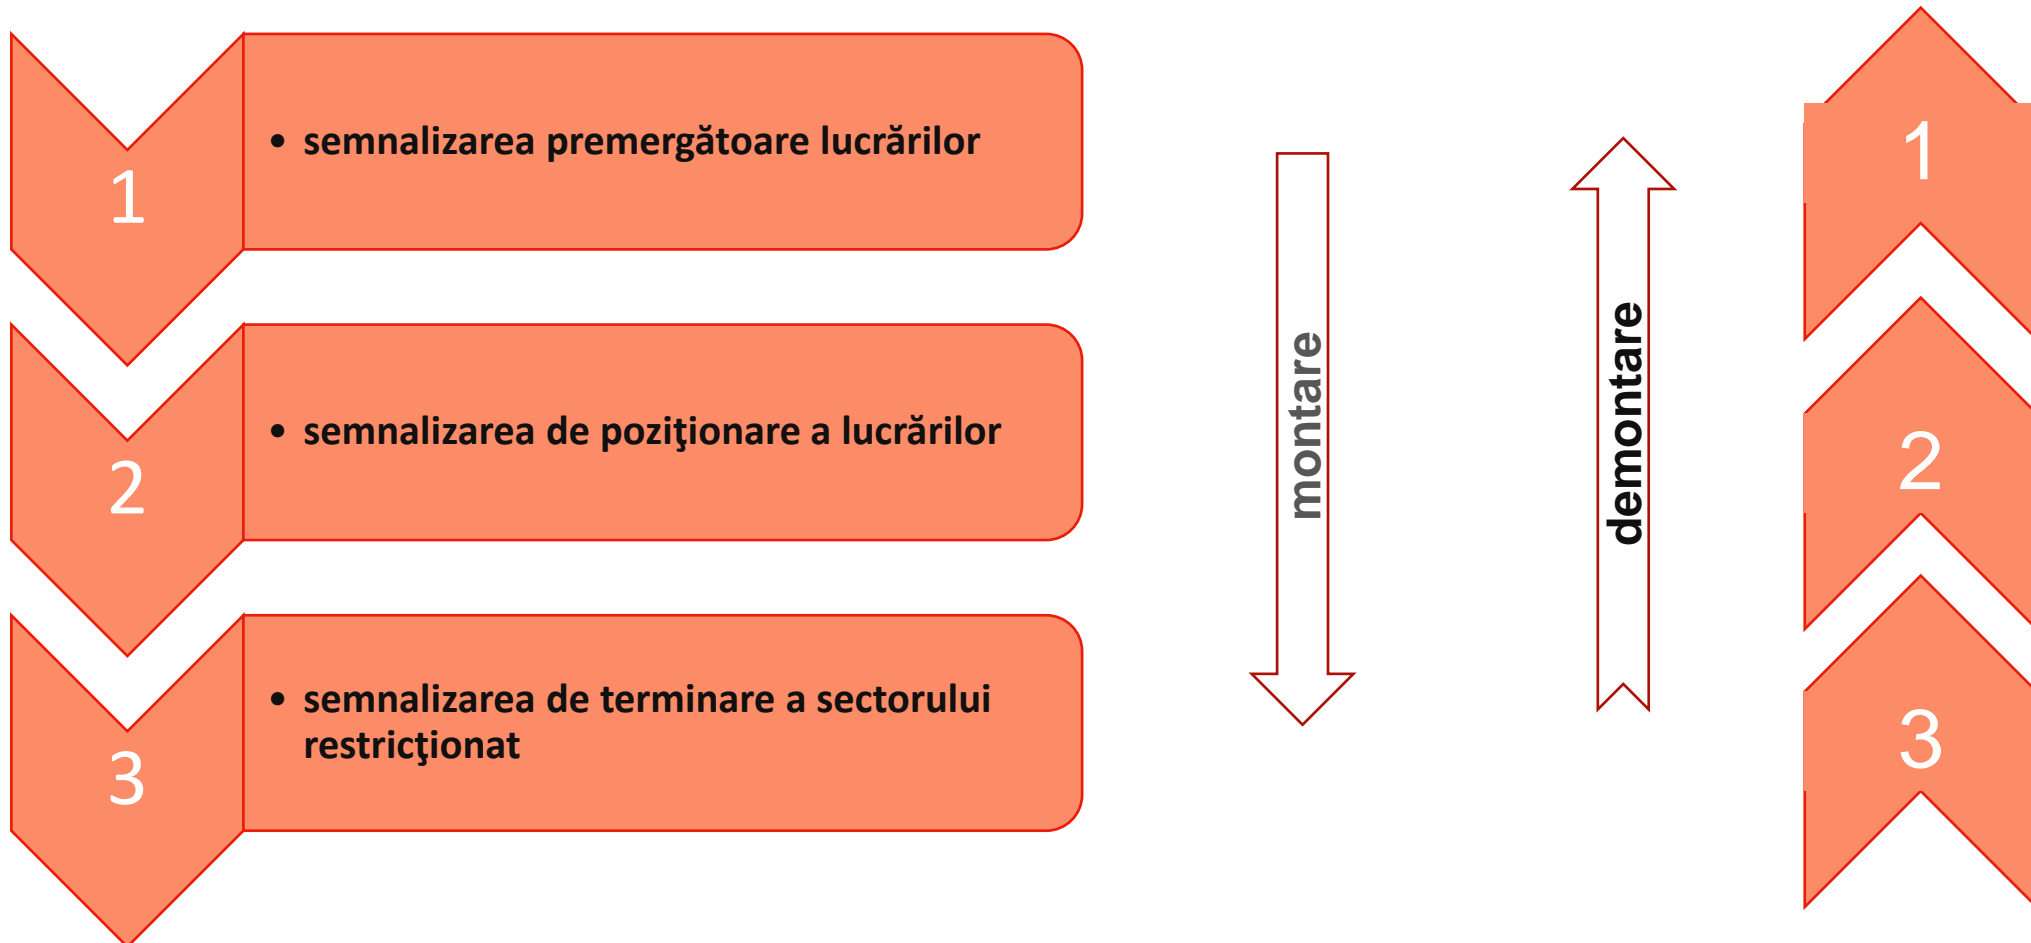 1
• semnalizarea premergătoare lucrărilor
2
• semnalizarea de poziţionare a lucrărilor
3
• semnalizarea de terminare a sectorului
restricţionat
montare
demontare
1
2
3